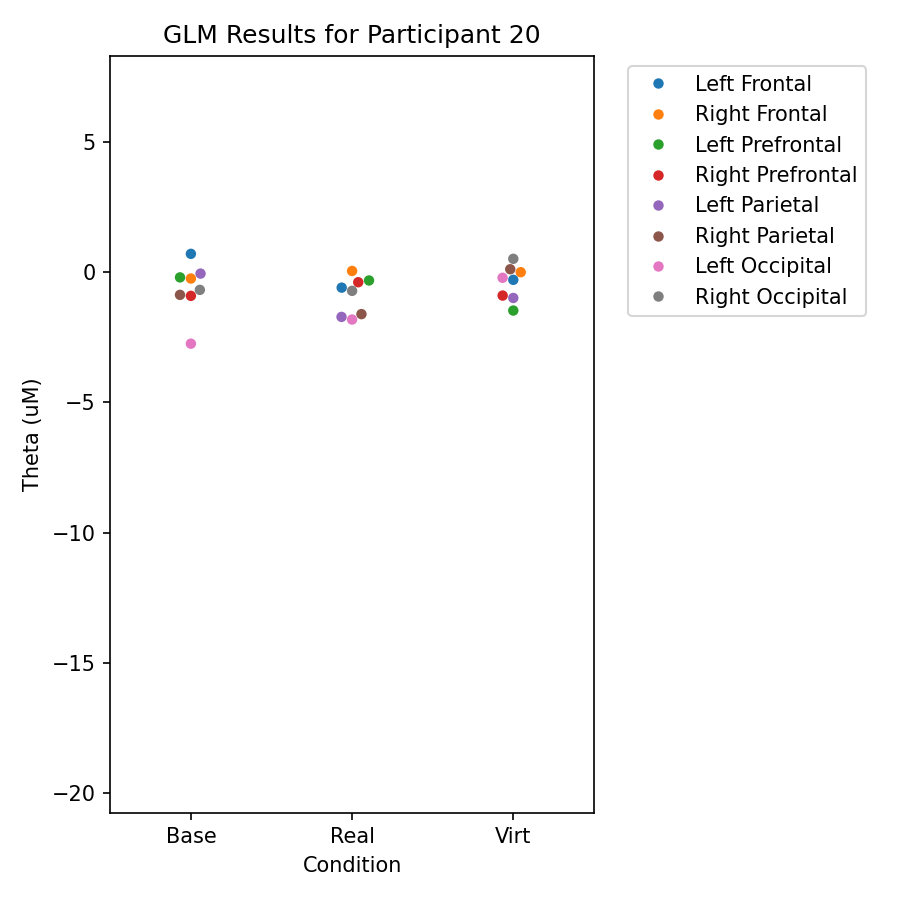 GLM Results for Participant 20
Left Frontal
Right Frontal
Left Prefrontal
Right Prefrontal
Left Parietal
Right Parietal
Left Occipital
Right Occipital
Theta (uM)
5
0
−5
−10
−15
−20
Base Real Virt
Condition